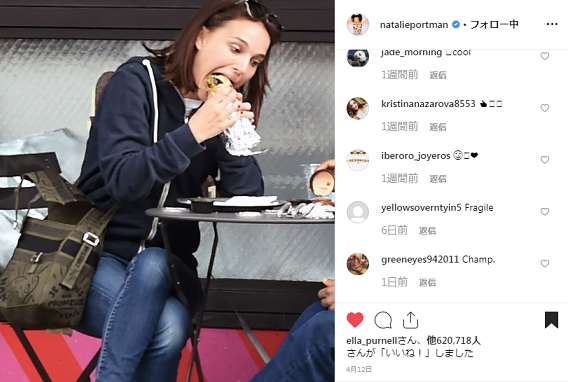 natalieportman • フォロー中
jade_morning cool
1週間前 返信
kristinanazarova8553
1週間前 返信
iberoro_joyeros
1週間前 返信
yellowsoverntyin5 Fragile
6日前 返信
greeneyes942011 Champ.
1日前 返信
ella_purnellさん、他620,718人
さんが「いいね！」しました
4月12日